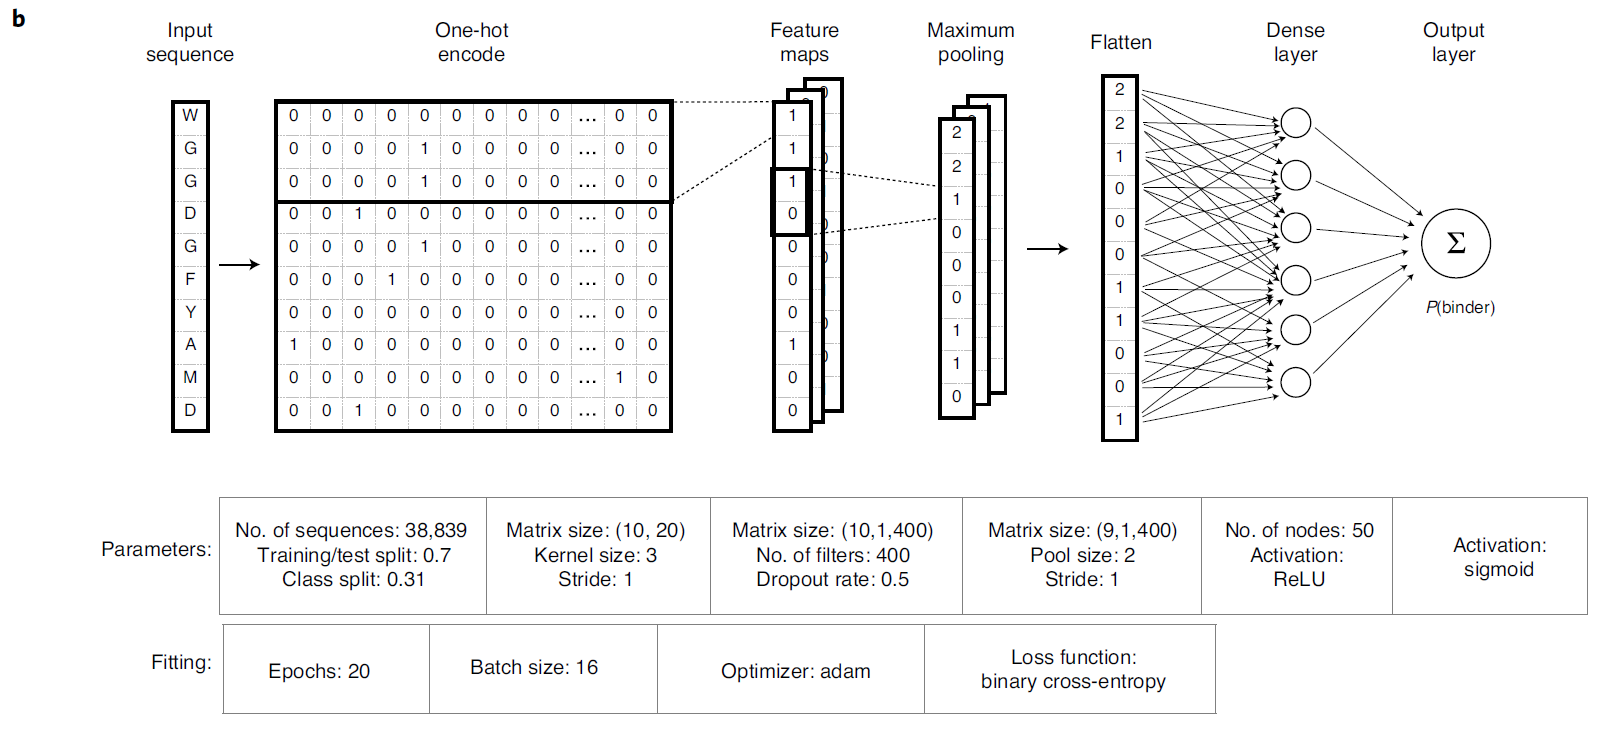 b
Input sequence
One-hot encode
Feature maps
Maximum pooling
Flatten
Dense layer
Output layer
W 0 0 0 0 0 0 0 0 0 ... 0 0
G 0 0 0 0 1 0 0 0 0 ... 0 0
G 0 0 0 0 1 0 0 0 0 ... 0 0
D 0 0 1 0 0 0 0 0 0 ... 0 0
G 0 0 0 0 1 0 0 0 0 ... 0 0
F 0 0 0 1 0 0 0 0 0 ... 0 0
Y 0 0 0 0 0 0 0 0 0 ... 0 0
A 1 0 0 0 0 0 0 0 0 ... 0 0
M 0 0 0 0 0 0 0 0 0 ... 1 0
D 0 0 1 0 0 0 0 0 0 ... 0 0
1
1
1
0
0
0
0
1
0
0
2
2
1
0
0
0
1
1
0
2
2
1
0
0
0
1
1
0
0
1
Σ
P(binder)
Parameters:
No. of sequences: 38,839
Training/test split: 0.7
Class split: 0.31
Matrix size: (10, 20)
Kernel size: 3
Stride: 1
Matrix size: (10,1,400)
No. of filters: 400
Dropout rate: 0.5
Matrix size: (9,1,400)
Pool size: 2
Stride: 1
No. of nodes: 50
Activation:
ReLU
Activation:
sigmoid
Fitting:
Epochs: 20
Batch size: 16
Optimizer: adam
Loss function:
binary cross-entropy